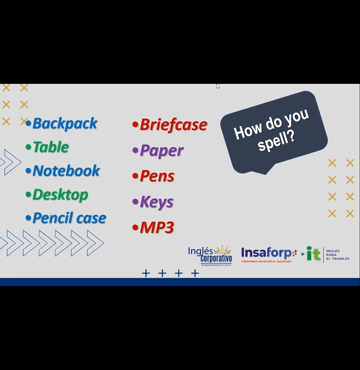 •Backpack
•Table
•Notebook
•Desktop
•Pencil case
•Briefcase
•Paper
•Pens
•Keys
•MP3
How do you
spell?
Inglés
Corporativo
Insaforp
it
INGLÉS
PARA
EL TRABAJO